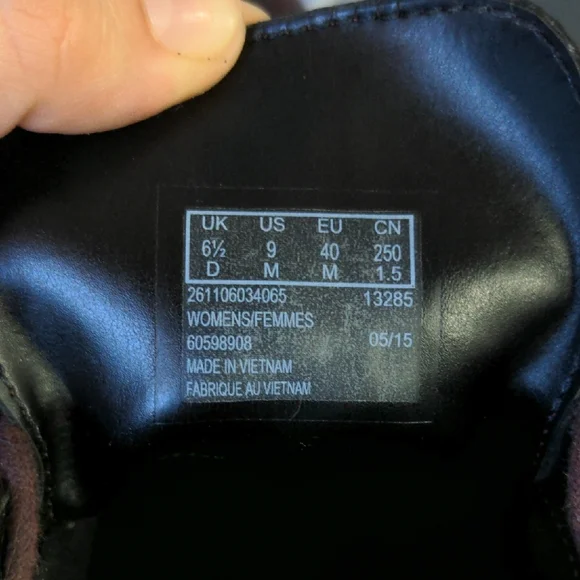 UK US EU CN
6½ 9 40 250
D M M 1.5
261106034065 13285
WOMENS/FEMMES
60598908 05/15
MADE IN VIETNAM
FABRIQUE AU VIETNAM